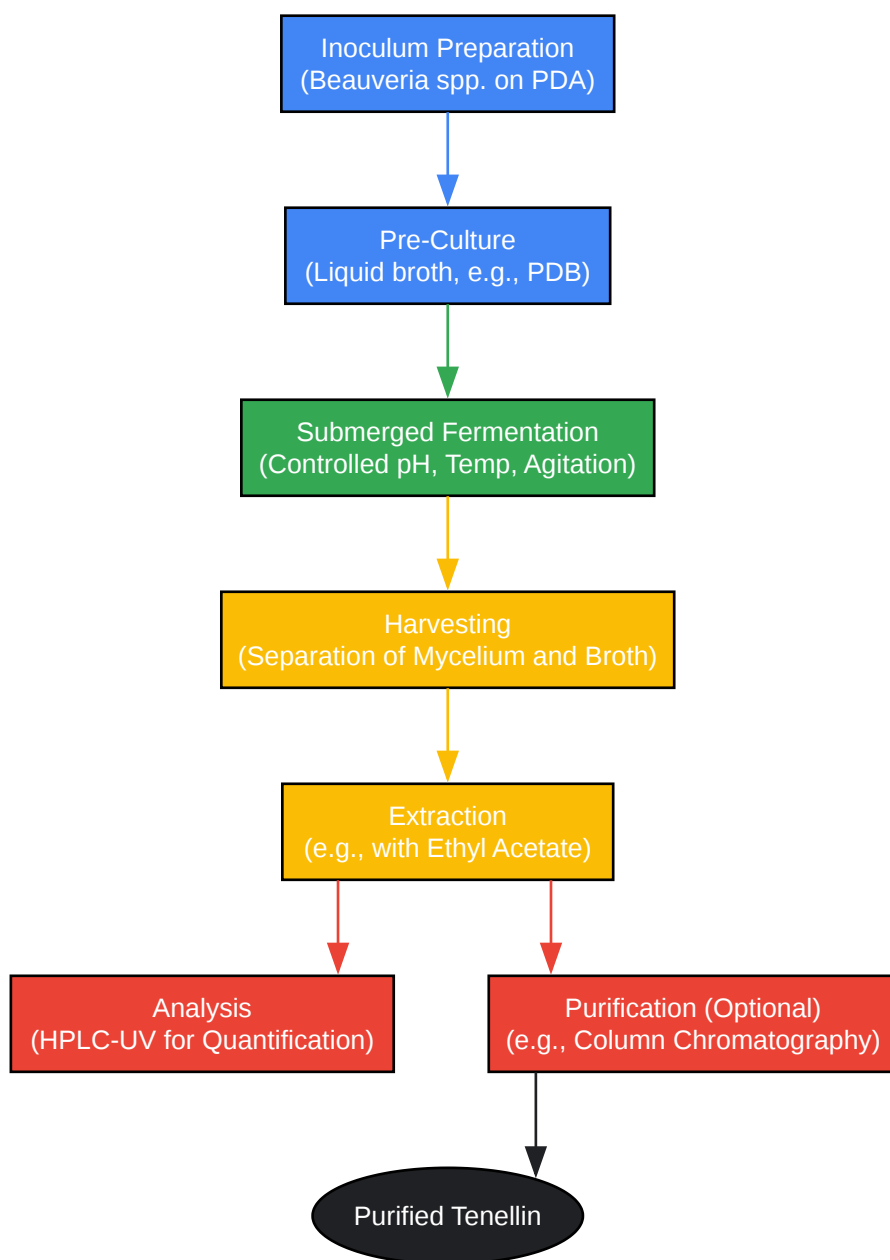 Inoculum Preparation
(Beauveria spp. on PDA)
Pre-Culture
(Liquid broth, e.g., PDB)
Submerged Fermentation
(Controlled pH, Temp, Agitation)
Harvesting
(Separation of Mycelium and Broth)
Extraction
(e.g., with Ethyl Acetate)
Analysis
(HPLC-UV for Quantification)
Purification (Optional)
(e.g., Column Chromatography)
Purified Tenellin